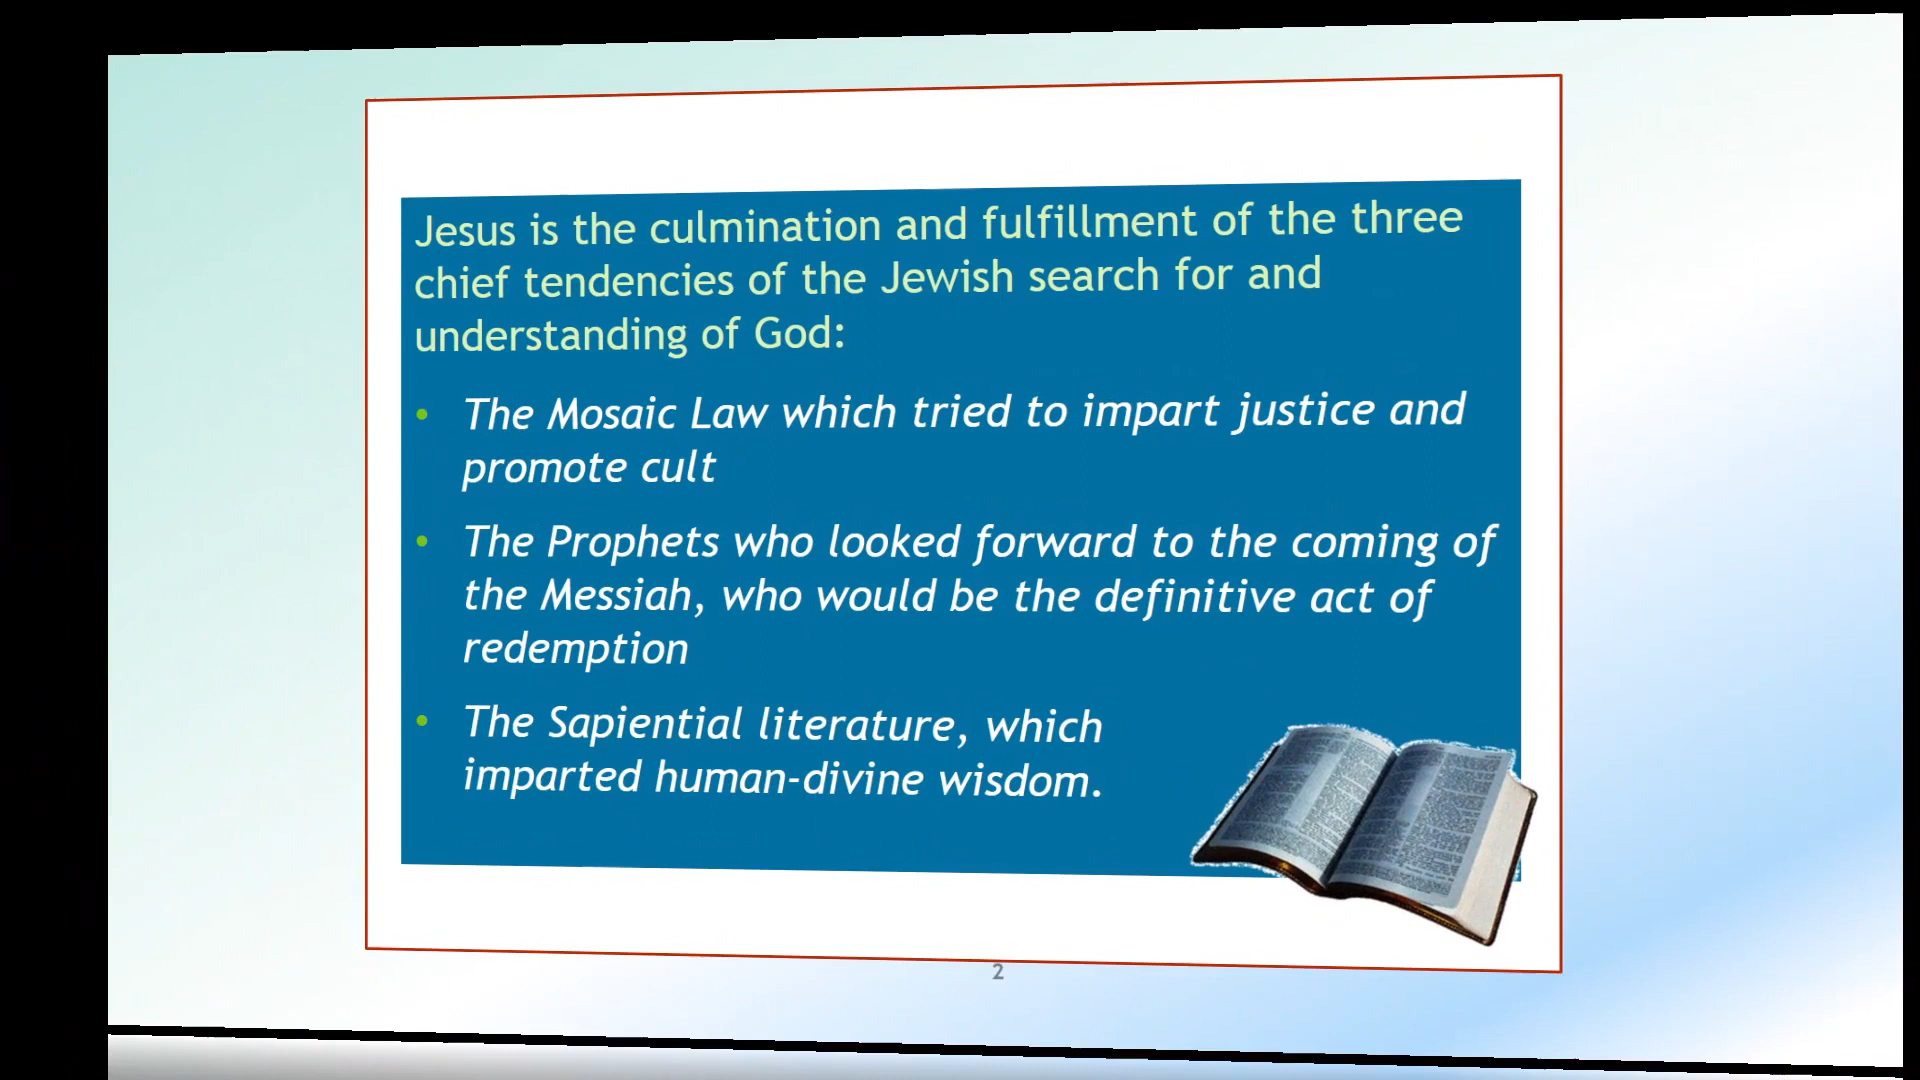 Jesus is the culmination and fulfillment of the three
chief tendencies of the Jewish search for and
understanding of God:
• The Mosaic Law which tried to impart justice and
promote cult
• The Prophets who looked forward to the coming of
the Messiah, who would be the definitive act of
redemption
• The Sapiential literature, which
imparted human-divine wisdom.
2